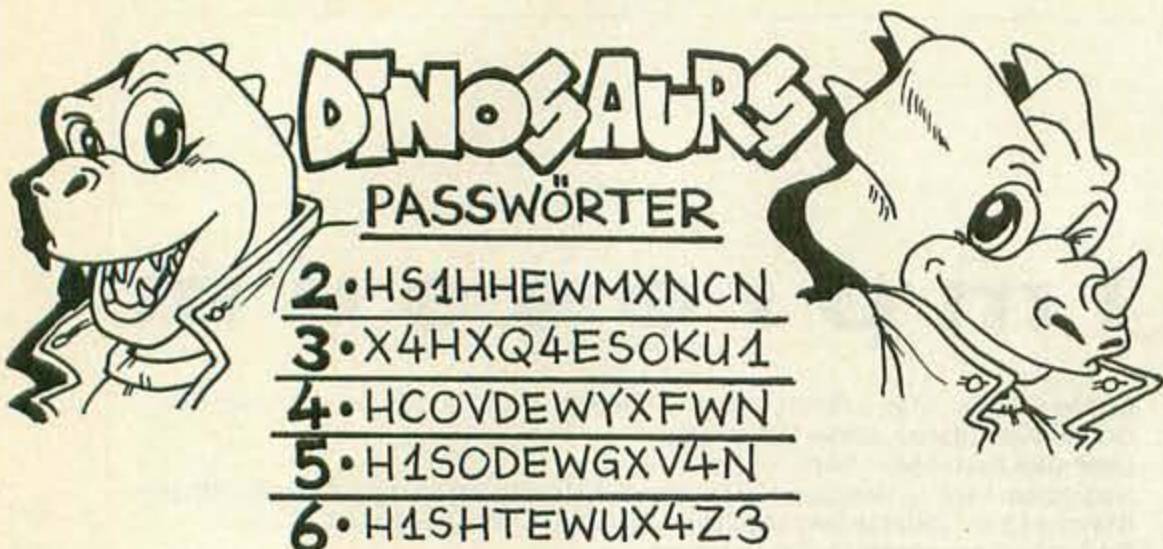 DiNOSAURS
PASSWÖRTER
2•HS1HHEWMXNCN
3•X4HXQ4ESOKU1
4•HCOVDEWYXFWN
5•H1SODEWGXV4N
6•H1SHTEWUX4Z3